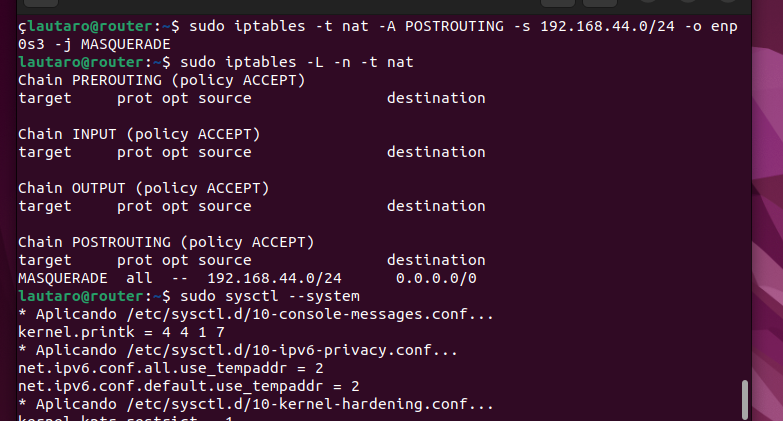 çlautaro@router:~$ sudo iptables -t nat -A POSTROUTING -s 192.168.44.0/24 -o enp
0s3 -j MASQUERADE
lautaro@router:~$ sudo iptables -L -n -t nat
Chain PREROUTING (policy ACCEPT)
target     prot opt source               destination
Chain INPUT (policy ACCEPT)
target     prot opt source               destination
Chain OUTPUT (policy ACCEPT)
target     prot opt source               destination
Chain POSTROUTING (policy ACCEPT)
target     prot opt source               destination
MASQUERADE  all  --  192.168.44.0/24      0.0.0.0/0
lautaro@router:~$ sudo sysctl --system
* Aplicando /etc/sysctl.d/10-console-messages.conf...
kernel.printk = 4 4 1 7
* Aplicando /etc/sysctl.d/10-ipv6-privacy.conf...
net.ipv6.conf.all.use_tempaddr = 2
net.ipv6.conf.default.use_tempaddr = 2
* Aplicando /etc/sysctl.d/10-kernel-hardening.conf...
kernel.kptr_restrict = 1